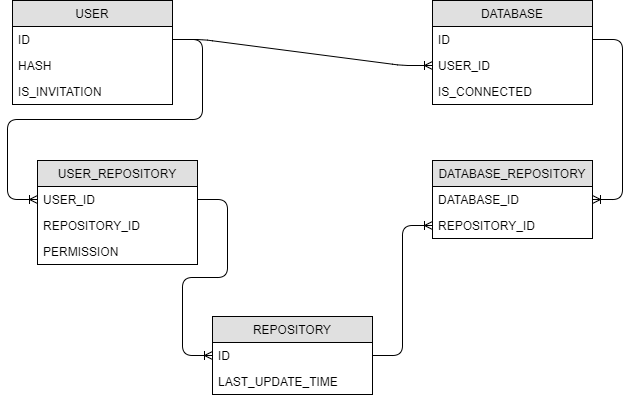 USER
ID
HASH
IS_INVITATION
DATABASE
ID
USER_ID
IS_CONNECTED
USER_REPOSITORY
USER_ID
REPOSITORY_ID
PERMISSION
DATABASE_REPOSITORY
DATABASE_ID
REPOSITORY_ID
REPOSITORY
ID
LAST_UPDATE_TIME